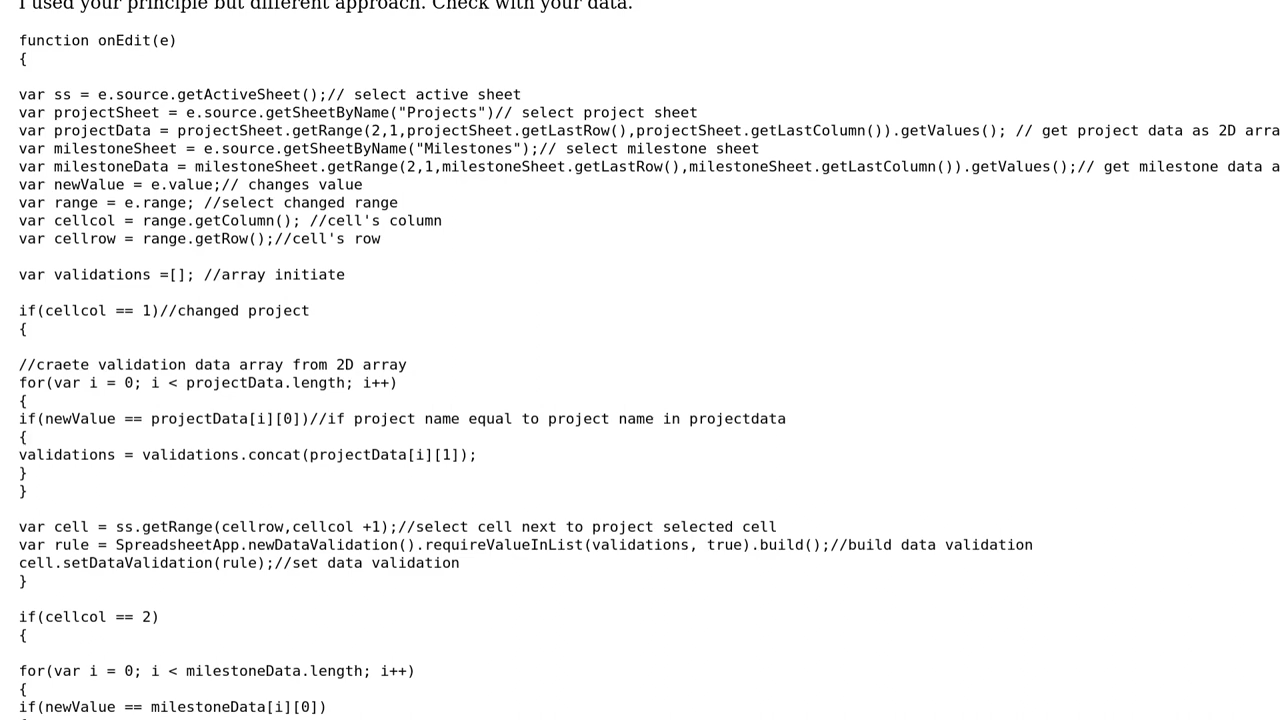 I used your principle but different approach. Check with your data.
function onEdit(e)
{
var ss = e.source.getActiveSheet();// select active sheet
var projectSheet = e.source.getSheetByName("Projects")// select project sheet
var projectData = projectSheet.getRange(2,1,projectSheet.getLastRow(),projectSheet.getLastColumn()).getValues(); // get project data as 2D arra
var milestoneSheet = e.source.getSheetByName("Milestones");// select milestone sheet
var milestoneData = milestoneSheet.getRange(2,1,milestoneSheet.getLastRow(),milestoneSheet.getLastColumn()).getValues();// get milestone data a
var newValue = e.value;// changes value
var range = e.range; //select changed range
var cellcol = range.getColumn(); //cell's column
var cellrow = range.getRow();//cell's row
var validations =[]; //array initiate
if(cellcol == 1)//changed project
{
//craete validation data array from 2D array
for(var i = 0; i < projectData.length; i++)
{
if(newValue == projectData[i][0])//if project name equal to project name in projectdata
{
validations = validations.concat(projectData[i][1]);
}
}
var cell = ss.getRange(cellrow,cellcol +1);//select cell next to project selected cell
var rule = SpreadsheetApp.newDataValidation().requireValueInList(validations, true).build();//build data validation
cell.setDataValidation(rule);//set data validation
}
if(cellcol == 2)
{
for(var i = 0; i < milestoneData.length; i++)
{
if(newValue == milestoneData[i][0])